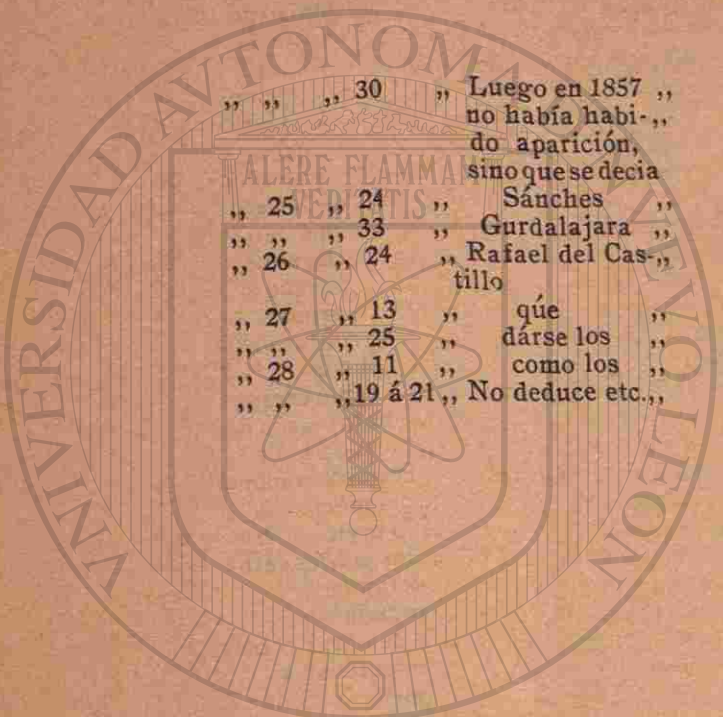 „ „ „ 30 „ Luego en 1857 „
no había habi-„
do aparición,
sino que se decia
„ 25 „ 24 „ Sánches „
„ „ „ 33 „ Gurdalajara „
„ 26 „ 24 „ Rafael del Cas-„
tillo
„ 27 „ 13 „ qúe „
„ „ „ 25 „ dárse los „
„ 28 „ 11 „ como los „
„ „ „ 19 á 21 „ No deduce etc. „
UNIVERSIDAD AUTONOMA DE NUEVO LEON
ALERE FLAMMAM
VERITATIS